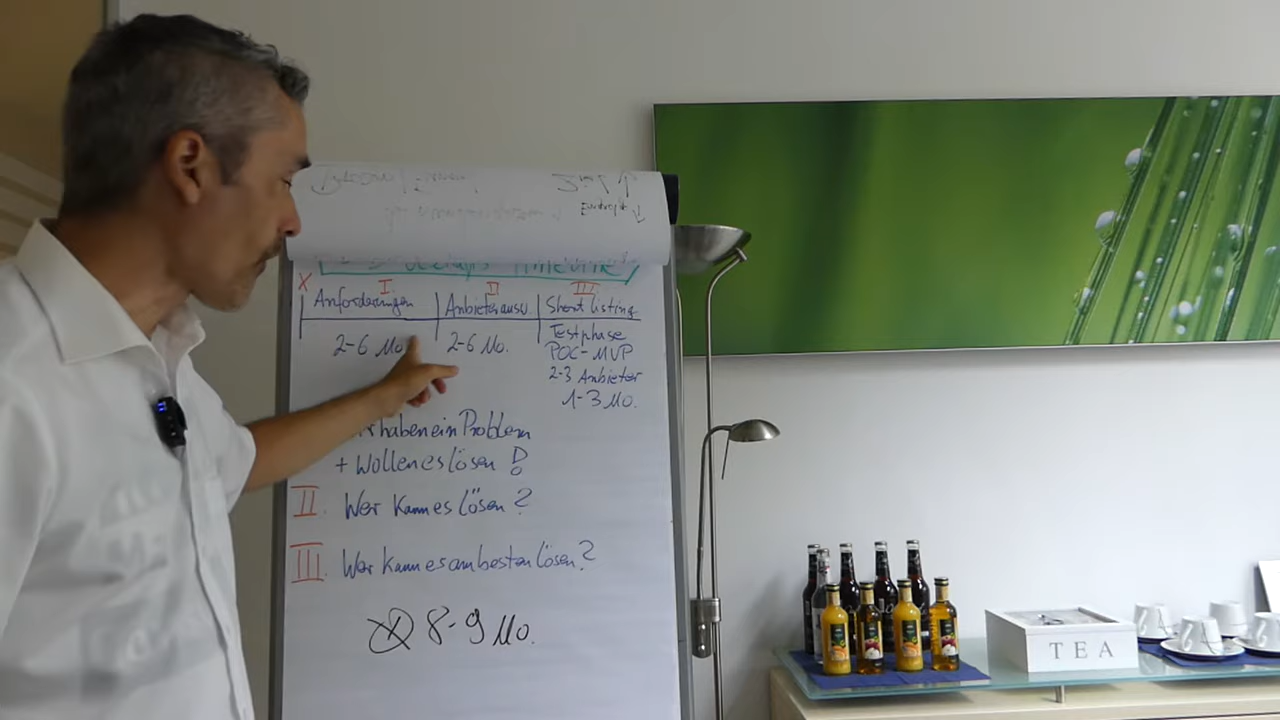 Eurprofit ↓
X I II III
Anforderungen Anbieterausw. Shortlisting
2-6 Mo. 2-6 Mo. Testphase
POC-MVP
2-3 Anbieter
1-3 Mo.
haben ein Problem
+ Wollen es lösen !
II. Wer kann es lösen?
III. Wer kann es am besten lösen?
8-9 Mo.
TEA